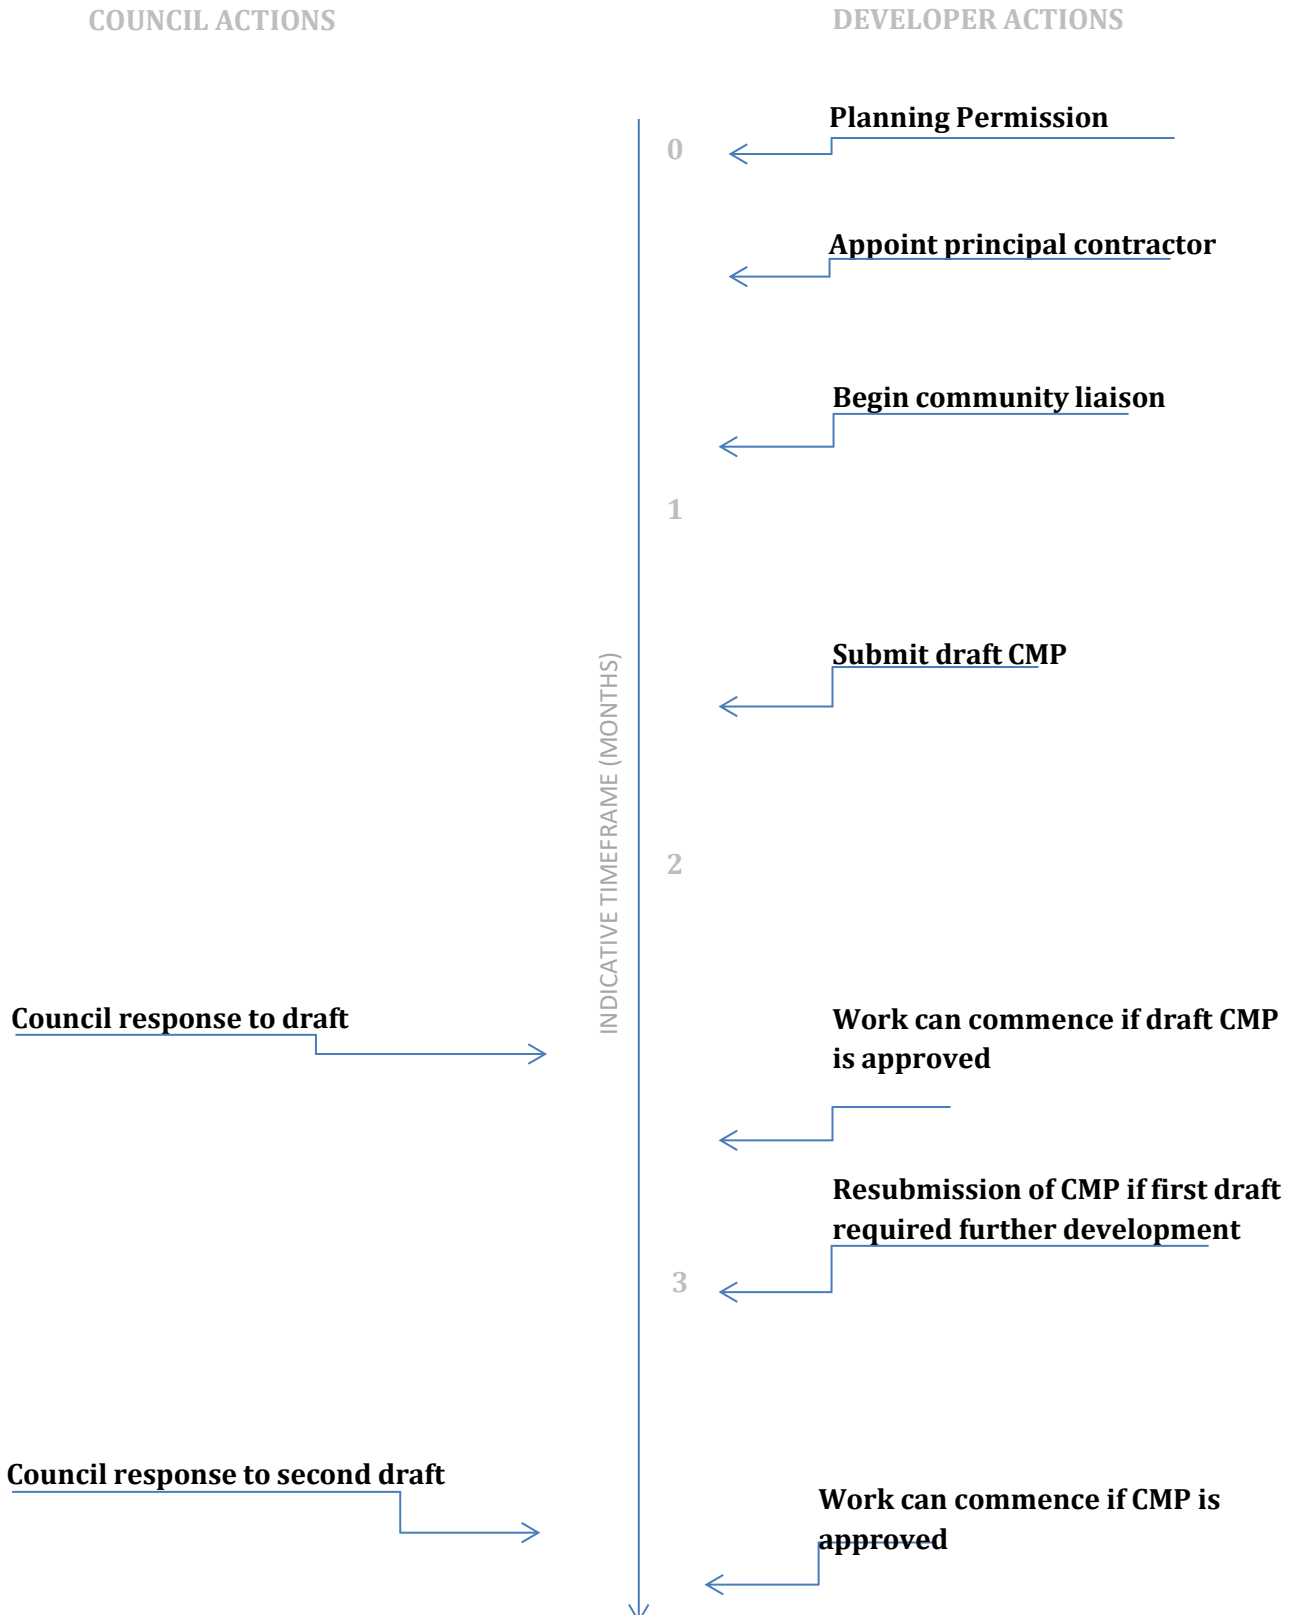 COUNCIL ACTIONS
DEVELOPER ACTIONS
Planning Permission
0
Appoint principal contractor
Begin community liaison
1
Submit draft CMP
INDICATIVE TIMEFRAME (MONTHS)
2
Council response to draft
Work can commence if draft CMP
is approved
Resubmission of CMP if first draft
required further development
3
Council response to second draft
Work can commence if CMP is
approved